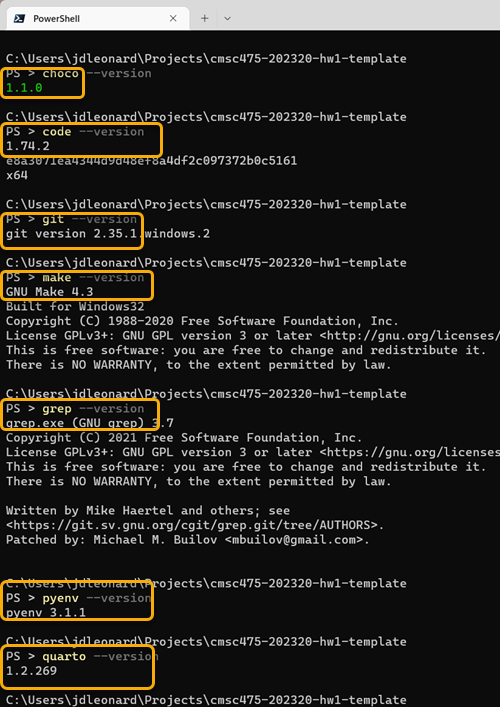 PowerShell
C:\Users\jdleonard\Projects\cmsc475-202320-hw1-template
PS > choco --version
1.1.0
C:\Users\jdleonard\Projects\cmsc475-202320-hw1-template
PS > code --version
1.74.2
e8a3071ea4344d9d48ef8a4df2c097372b0c5161
x64
C:\Users\jdleonard\Projects\cmsc475-202320-hw1-template
PS > git --version
git version 2.35.1.windows.2
C:\Users\jdleonard\Projects\cmsc475-202320-hw1-template
PS > make --version
GNU Make 4.3
Built for Windows32
Copyright (C) 1988-2020 Free Software Foundation, Inc.
License GPLv3+: GNU GPL version 3 or later <http://gnu.org/licenses/
This is free software: you are free to change and redistribute it.
There is NO WARRANTY, to the extent permitted by law.
C:\Users\jdleonard\Projects\cmsc475-202320-hw1-template
PS > grep --version
grep.exe (GNU grep) 3.7
Copyright (C) 2021 Free Software Foundation, Inc.
License GPLv3+: GNU GPL version 3 or later <https://gnu.org/licenses
This is free software: you are free to change and redistribute it.
There is NO WARRANTY, to the extent permitted by law.
Written by Mike Haertel and others; see
<https://git.sv.gnu.org/cgit/grep.git/tree/AUTHORS>.
Patched by: Michael M. Builov <mbuilov@gmail.com>.
C:\Users\jdleonard\Projects\cmsc475-202320-hw1-template
PS > pyenv --version
pyenv 3.1.1
C:\Users\jdleonard\Projects\cmsc475-202320-hw1-template
PS > quarto --version
1.2.269
C:\Users\jdleonard\Projects\cmsc475-202320-hw1-template